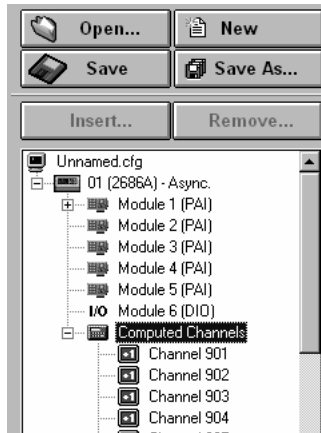 Open... New
Save Save As...
Insert... Remove...
Unnamed.cfg
01 (2686A) - Async.
Module 1 (PAI)
Module 2 (PAI)
Module 3 (PAI)
Module 4 (PAI)
Module 5 (PAI)
I/O Module 6 (DIO)
Computed Channels
Channel 901
Channel 902
Channel 903
Channel 904